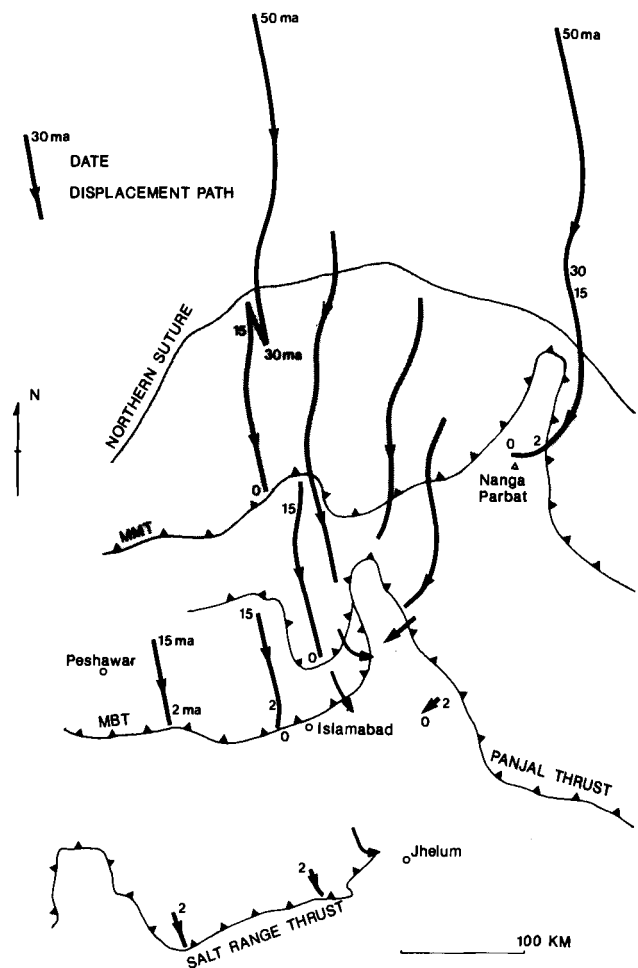 50 ma
50 ma
30 ma
DATE
DISPLACEMENT PATH
30
15
NORTHERN SUTURE
15
30 ma
N
0
2
Nanga
Parbat
0
15
MMT
15
15 ma
Peshawar
0
2 ma
2
0
MBT
Islamabad
2
0
PANJAL THRUST
Jhelum
2
2
SALT RANGE THRUST
100 KM